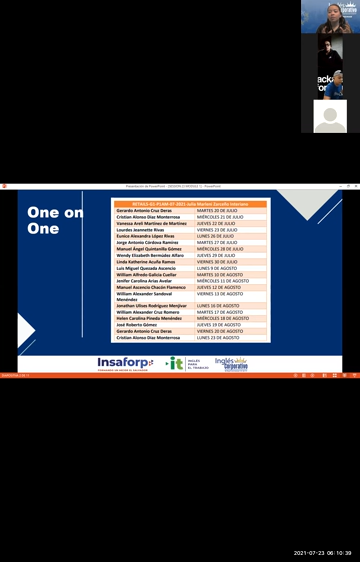 Presentación de PowerPoint
One on
One
Gerardo Antonio Cruz Deras MARTES 20 DE JULIO
Cristian Alonso Díaz Monterrosa MIÉRCOLES 21 DE JULIO
Vanessa Areli Martínez de Martínez JUEVES 22 DE JULIO
Lourdes Jeannette Rivas VIERNES 23 DE JULIO
Eunice Alexandra López Rivas LUNES 26 DE JULIO
Jorge Antonio Córdova Ramírez MARTES 27 DE JULIO
Manuel Ángel Quintanilla Gómez MIÉRCOLES 28 DE JULIO
Wendy Elizabeth Bermúdez Alfaro JUEVES 29 DE JULIO
Linda Katherine Acuña Ramos VIERNES 30 DE JULIO
Luis Miguel Quezada Ascencio LUNES 9 DE AGOSTO
William Alfredo Galicia Cuellar MARTES 10 DE AGOSTO
Jenifer Carolina Arias Avelar MIÉRCOLES 11 DE AGOSTO
Manuel Ascencio Chacón Flamenco JUEVES 12 DE AGOSTO
William Alexander Sandoval VIERNES 13 DE AGOSTO
Menéndez
Jonathan Ulises Rodríguez Menjívar LUNES 16 DE AGOSTO
William Alexander Cruz Romero MARTES 17 DE AGOSTO
Helen Carolina Pineda Menéndez MIÉRCOLES 18 DE AGOSTO
José Roberto Gómez JUEVES 19 DE AGOSTO
Gerardo Antonio Cruz Deras VIERNES 20 DE AGOSTO
Cristian Alonso Díaz Monterrosa LUNES 23 DE AGOSTO
Insaforp
it
INGLÉS
PARA
EL TRABAJO
Inglés
Corporativo
2021-07-23 06:10:39